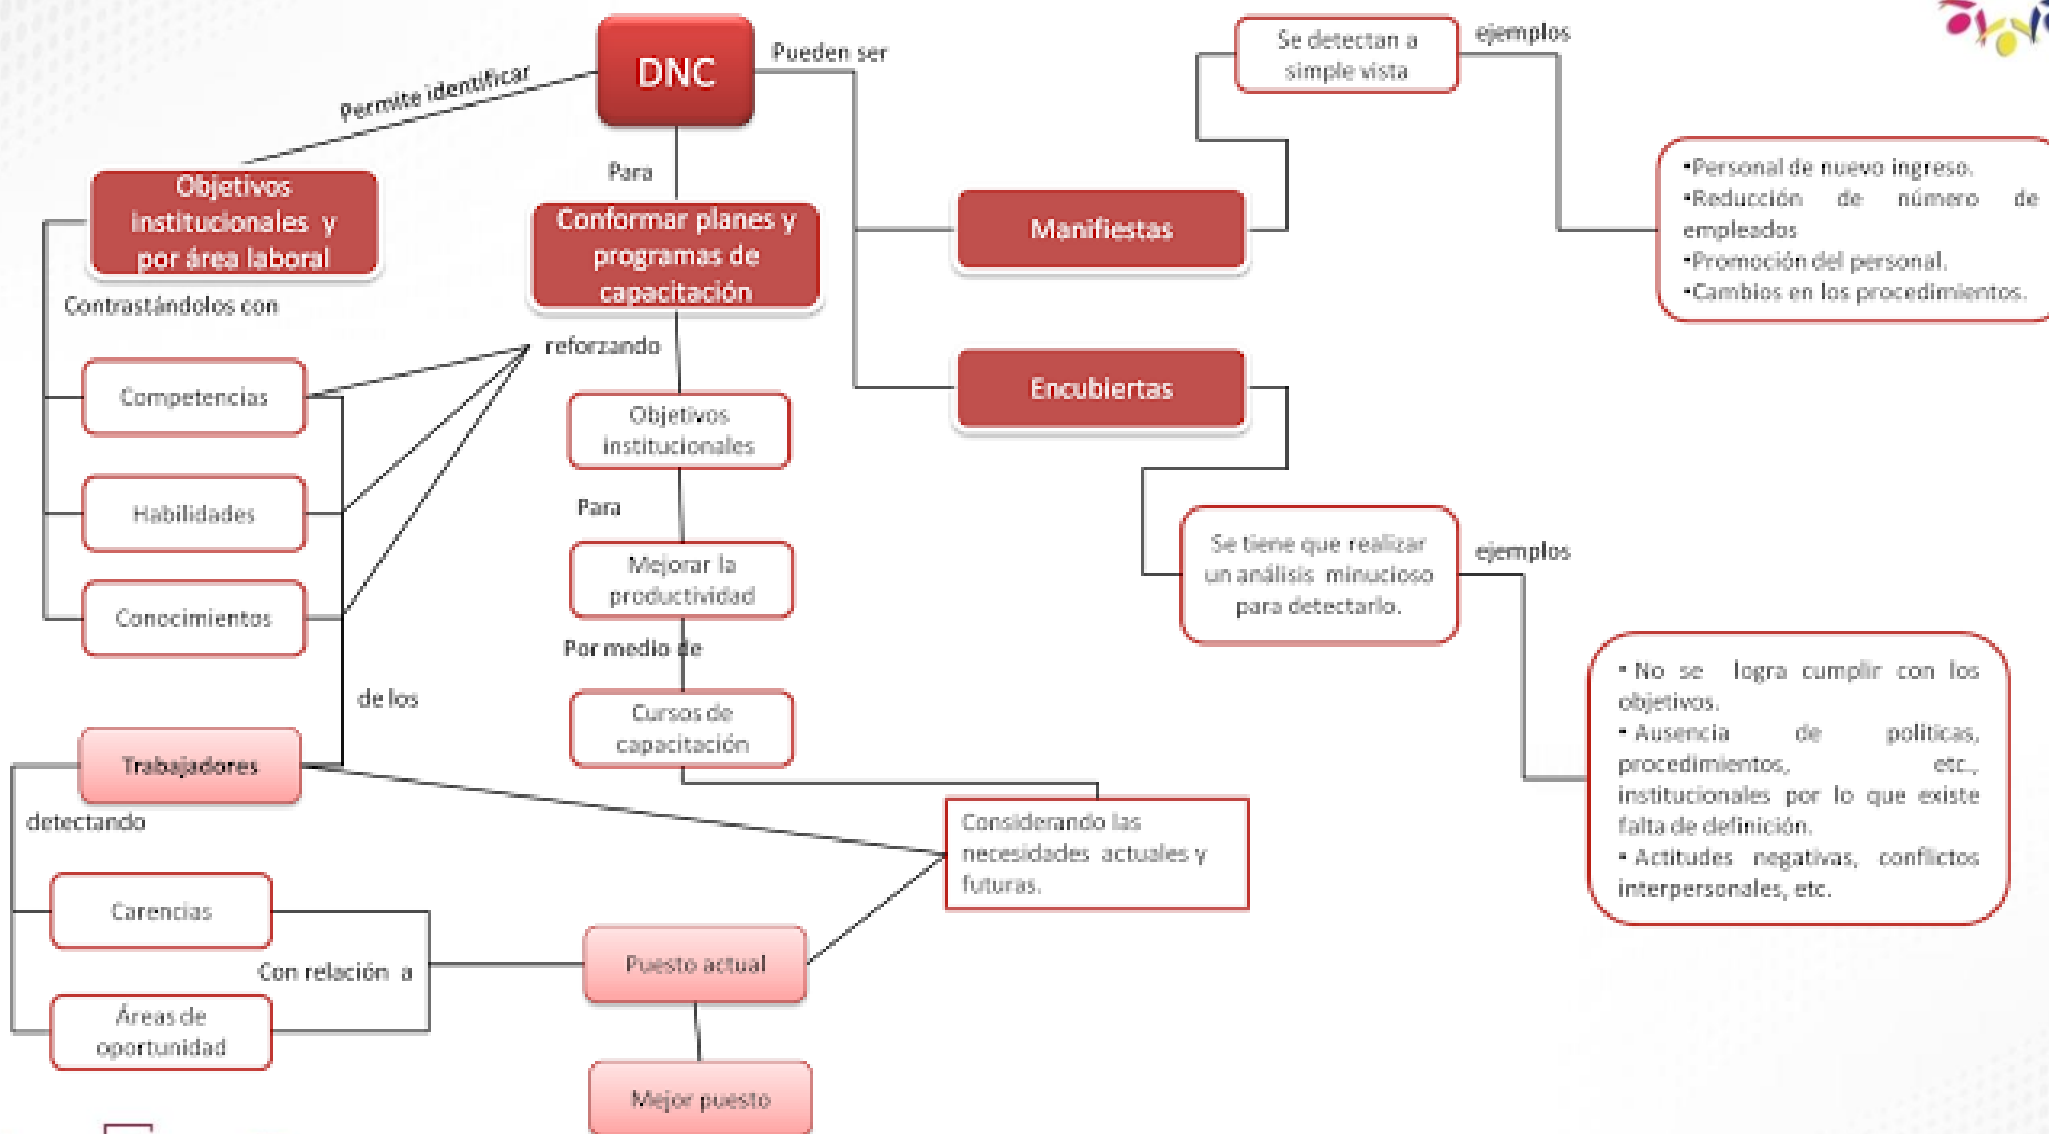 DNC
Permite identificar
Objetivos
institucionales y
por área laboral
Contrastándolos con
Competencias
Habilidades
Conocimientos
de los
Trabajadores
detectando
Carencias
Áreas de
oportunidad
Con relación a
Puesto actual
Mejor puesto
Para
Conformar planes y
programas de
capacitación
reforzando
Objetivos
institucionales
Para
Mejorar la
productividad
Por medio de
Cursos de
capacitación
Considerando las
necesidades actuales y
futuras.
Pueden ser
Manifiestas
Se detectan a
simple vista
ejemplos
•Personal de nuevo ingreso.
•Reducción de número de
empleados
•Promoción del personal.
•Cambios en los procedimientos.
Encubiertas
Se tiene que realizar
un análisis minucioso
para detectarlo.
ejemplos
• No se logra cumplir con los
objetivos.
• Ausencia de políticas,
procedimientos, etc.,
institucionales por lo que existe
falta de definición.
• Actitudes negativas, conflictos
interpersonales, etc.